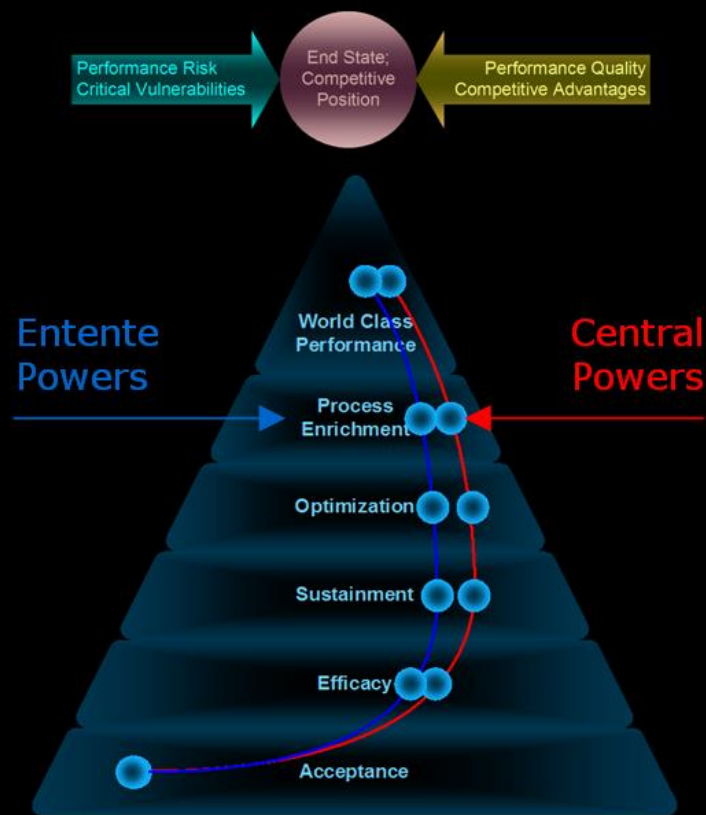 End State;
Competitive
Position
Performance Risk
Critical Vulnerabilities
Performance Quality
Competitive Advantages
World Class
Performance
Entente
Powers
Central
Powers
Process
Enrichment
Optimization
Sustainment
Efficacy
Acceptance